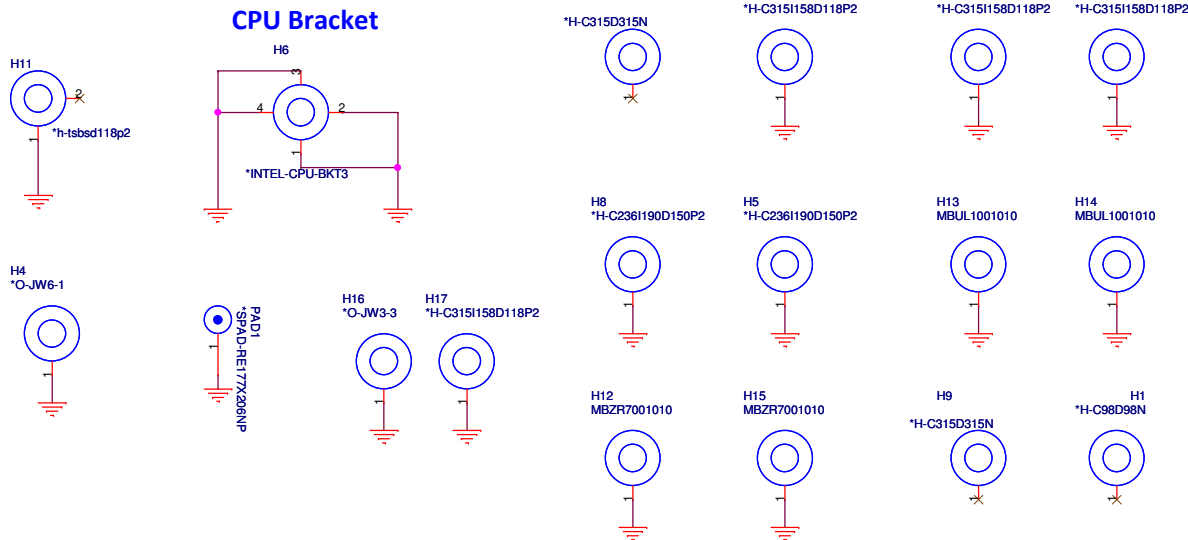 CPU Bracket
*H-C315D315N
1
*H-C315I158D118P2
1
*H-C315I158D118P2
1
*H-C315I158D118P2
1
H11
2
1
*h-tsbsd118p2
H6
3
4
2
1
*INTEL-CPU-BKT3
H8
*H-C236I190D150P2
1
H5
*H-C236I190D150P2
1
H13
MBUL1001010
1
H14
MBUL1001010
1
H4
*O-JW6-1
1
PAD1
*SPAD-RE177X206NP
1
H16
*O-JW3-3
1
H17
*H-C315I158D118P2
1
H12
MBZR7001010
1
H15
MBZR7001010
1
H9
*H-C315D315N
1
H1
*H-C98D98N
1